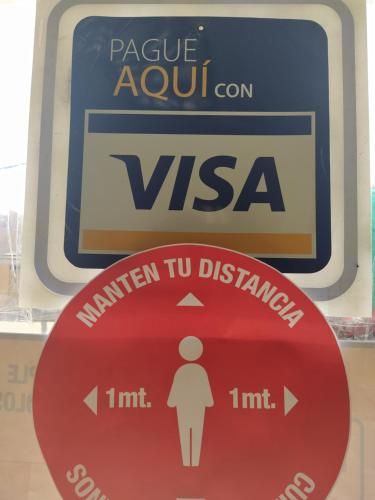 PAGUE
AQUÍ CON
VISA
MANTEN TU DISTANCIA
1mt. 1mt.